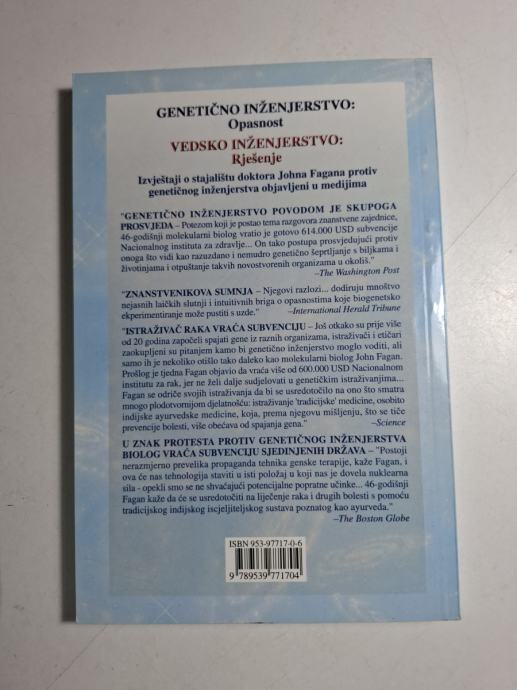 GENETIČNO INŽENJERSTVO:
Opasnost
VEDSKO INŽENJERSTVO:
Rješenje
Izvještaji o stajalištu doktora Johna Fagana protiv
genetičnog inženjerstva objavljeni u medijima
"GENETIČNO INŽENJERSTVO POVODOM JE SKUPOGA
PROSVJEDA – Potezom koji je postao tema razgovora znanstvene zajednice,
46-godišnji molekularni biolog vratio je gotovo 614.000 USD subvencije
Nacionalnog instituta za zdravlje... On tako postupa prosvjedujući protiv
onoga što vidi kao razuzdano i nemudro genetično šeprtljanje s biljkama i
životinjama i otpuštanje takvih novostvorenih organizama u okoliš."
–The Washington Post
"ZNANSTVENIKOVA SUMNJA – Njegovi razlozi... dodiruju mnoštvo
nejasnih laičkih slutnji i intuitivnih briga o opasnostima koje biogenetsko
ekperimentiranje može pustiti s uzde." –International Herald Tribune
"ISTRAŽIVAČ RAKA VRAĆA SUBVENCIJU – Još otkako su prije više
od 20 godina započeli spajati gene iz raznih organizama, istraživači i etičari
zaokupljeni su pitanjem kamo bi genetično inženjerstvo moglo voditi, ali
samo ih je nekoliko otišlo tako daleko kao molekularni biolog John Fagan.
Prošlog je tjedna Fagan objavio da vraća više od 600.000 USD Nacionalnom
institutu za rak, jer ne želi dalje sudjelovati u genetičkim istraživanjima...
Fagan se odriče svojih istraživanja da bi se usredotočilo na ono što smatra
mnogo plodotvornijom djelatnošću: istraživanje 'tradicijske' medicine, osobito
indijske ayurvedske medicine, koja, prema njegovu mišljenju, što se tiče
prevencije bolesti, više obećava od spajanja gena." –Science
U ZNAK PROTESTA PROTIV GENETIČNOG INŽENJERSTVA
BIOLOG VRAĆA SUBVENCIJU SJEDINJENIH DRŽAVA – "Postoji
nerazmjerno prevelika propaganda tehnika genske terapije, kaže Fagan, i
ova će nas tehnologija staviti u isti položaj u koji nas je dovela nuklearna
sila - opekli smo se ne shvaćajući potencijalne popratne učinke... 46-godišnji
Fagan kaže da će se usredotočiti na liječenje raka i drugih bolesti s pomoću
tradicijskog indijskog iscjeljiteljskog sustava poznatog kao ayurveda."
–The Boston Globe
ISBN 953-97717-0-6
9 789539 771704